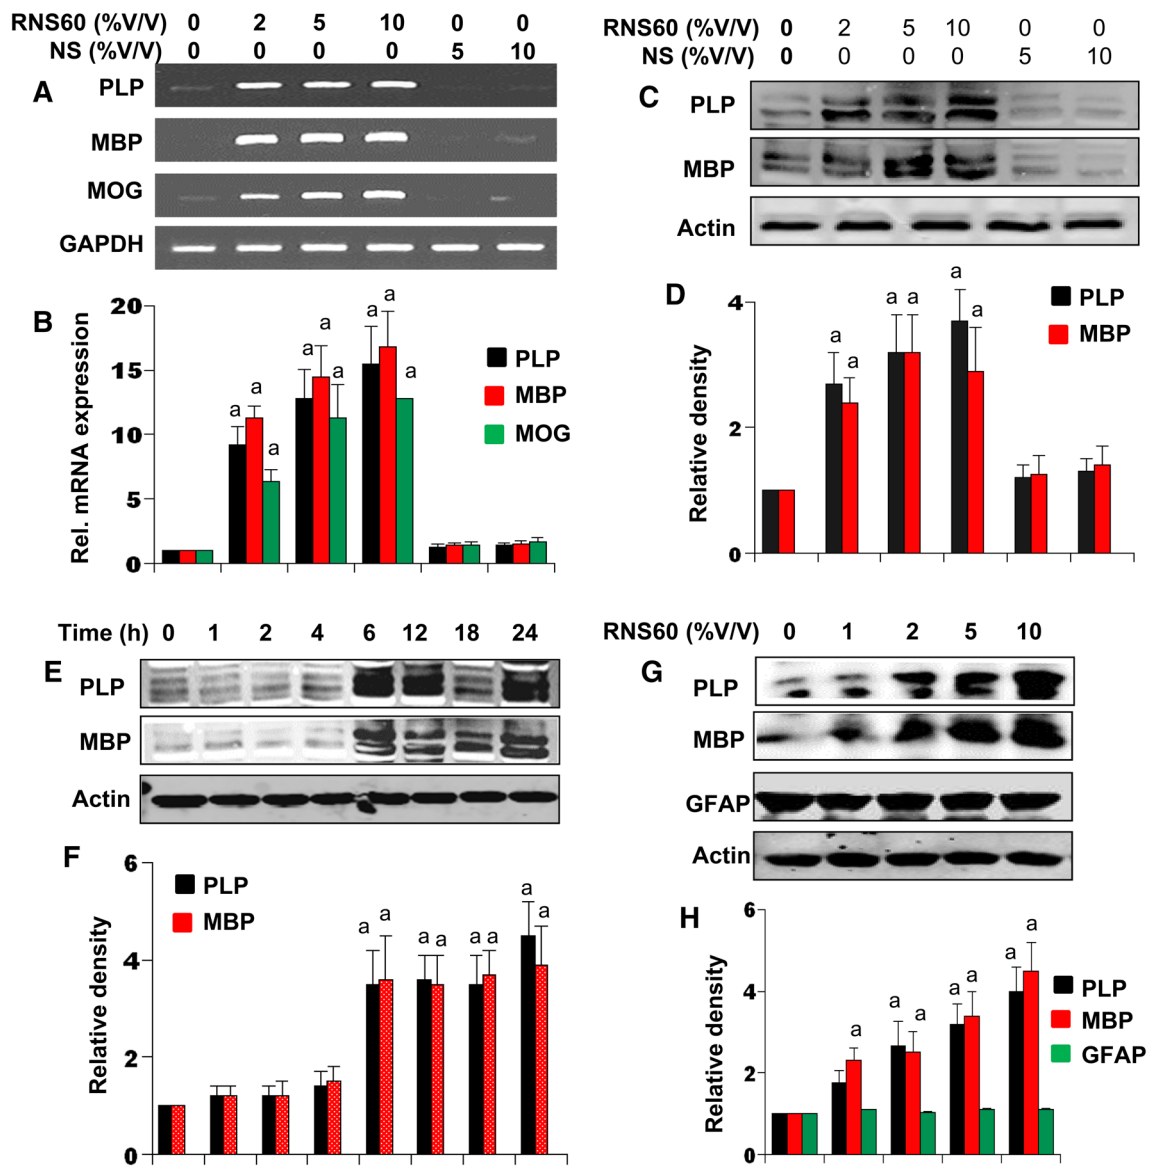 RNS60 (%V/V) 0 2 5 10 0 0
NS (%V/V) 0 0 0 0 5 10
A
PLP
MBP
MOG
GAPDH
B
Rel. mRNA expression
20
15
10
5
0
a a a
a a a
a a a
PLP
MBP
MOG
RNS60 (%V/V) 0 2 5 10 0 0
NS (%V/V) 0 0 0 0 5 10
C
PLP
MBP
Actin
D
Relative density
4
2
0
a a
a a
a a
PLP
MBP
Time (h) 0 1 2 4 6 12 18 24
E
PLP
MBP
Actin
F
Relative density
6
4
2
0
PLP
MBP
a a
a a
a a
a a
RNS60 (%V/V) 0 1 2 5 10
G
PLP
MBP
GFAP
Actin
H
Relative density
6
4
2
0
a
a a
a a
a a
PLP
MBP
GFAP